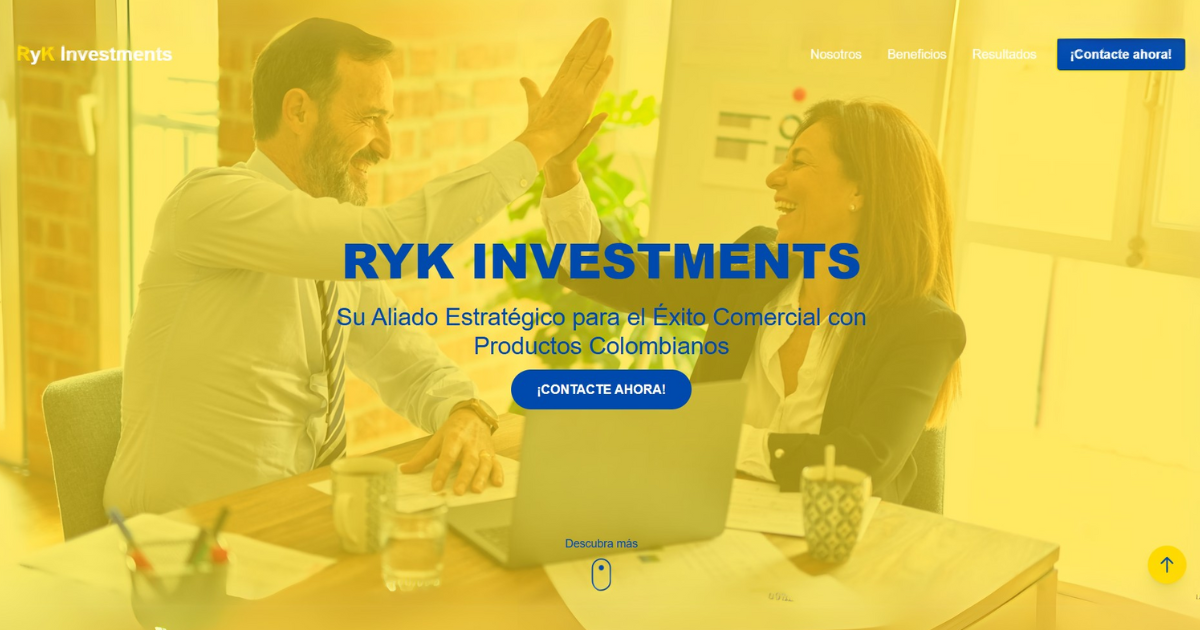 RyK Investments
Nosotros
Beneficios
Resultados
¡Contacte ahora!
RYK INVESTMENTS
Su Aliado Estratégico para el Éxito Comercial con
Productos Colombianos
¡CONTACTE AHORA!
Descubra más